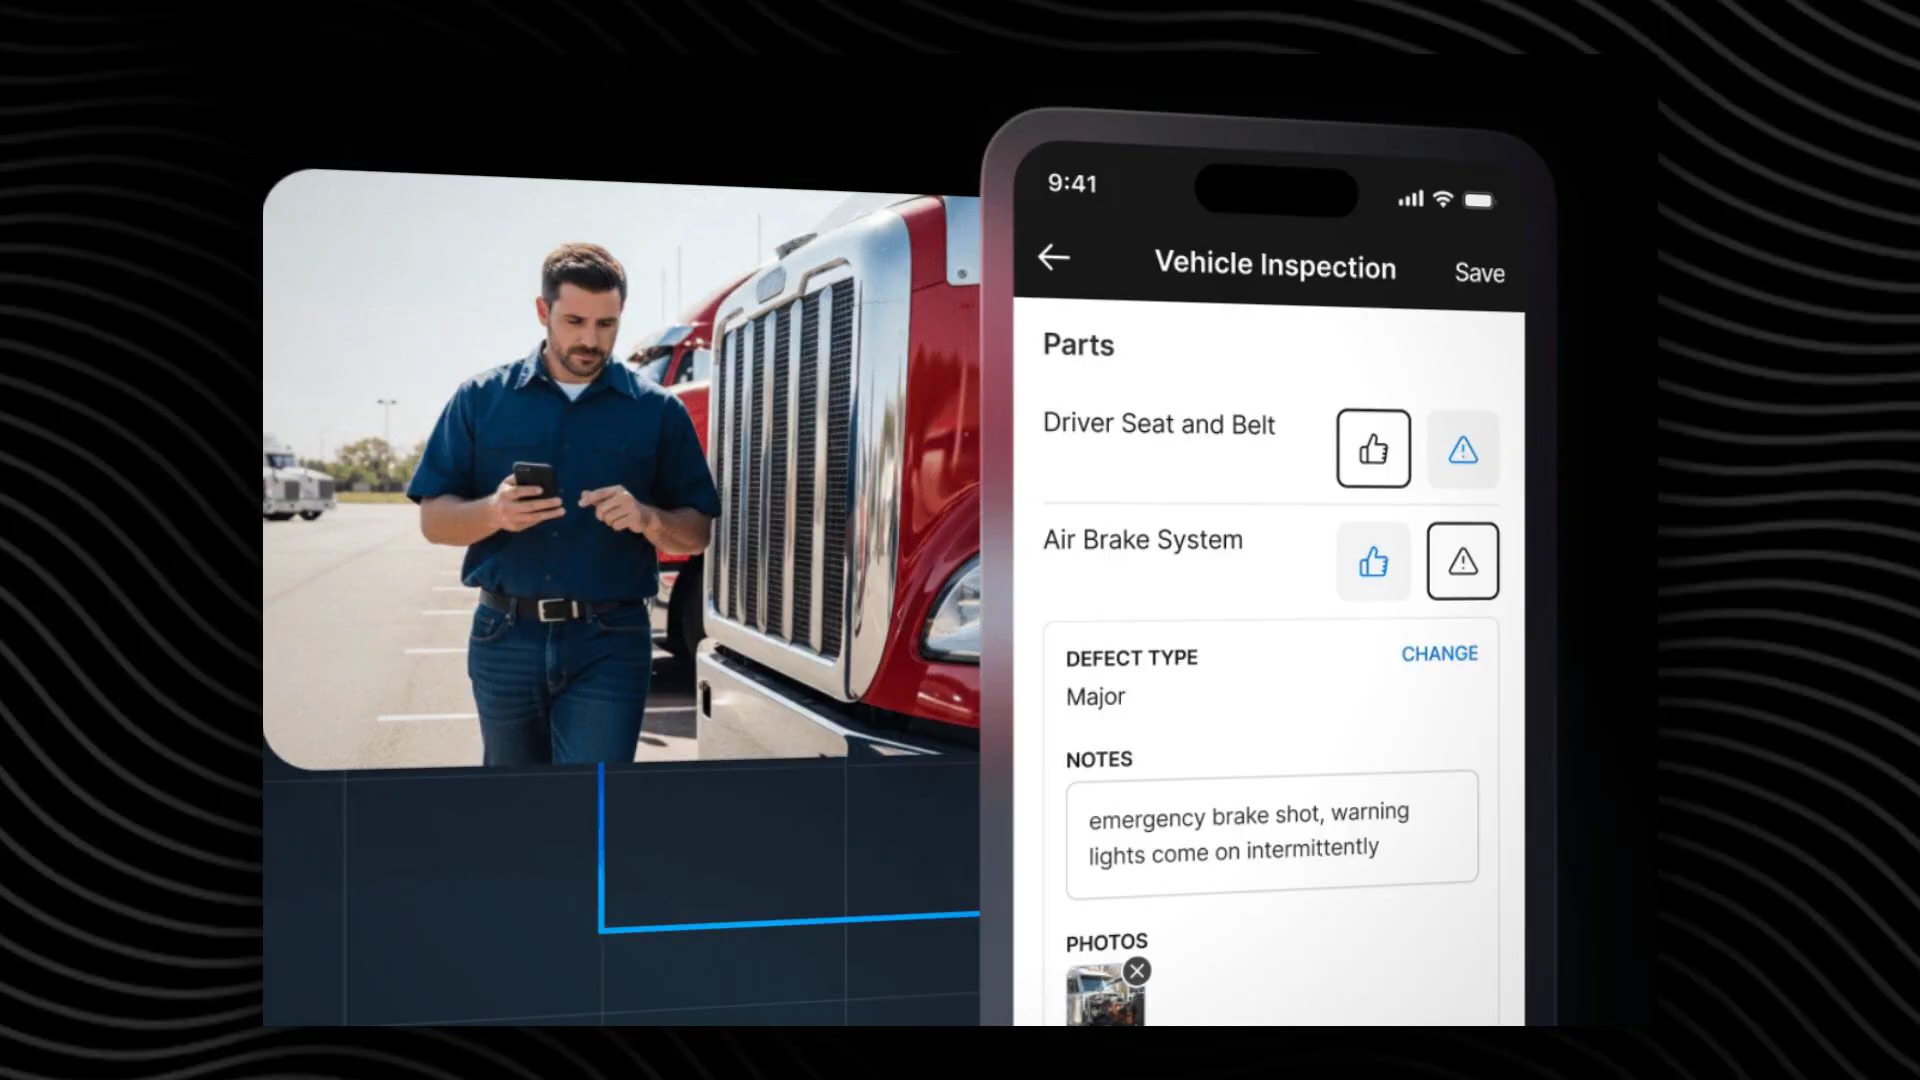 9:41
Vehicle Inspection
Save
Parts
Driver Seat and Belt
Air Brake System
DEFECT TYPE
CHANGE
Major
NOTES
emergency brake shot, warning
lights come on intermittently
PHOTOS